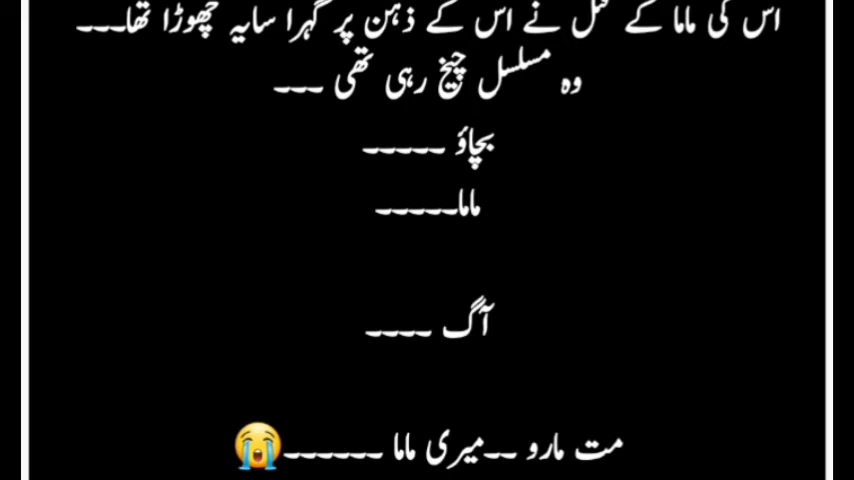 اس کی ماما کے قتل نے اس کے ذہن پر گہرا سایہ چھوڑا تھا۔۔۔
وہ مسلسل چیخ رہی تھی ۔۔۔
بچاؤ ۔۔۔۔۔
ماما۔۔۔۔۔
آگ ۔۔۔۔
مت مارو ۔۔میری ماما ۔۔۔۔۔۔😭